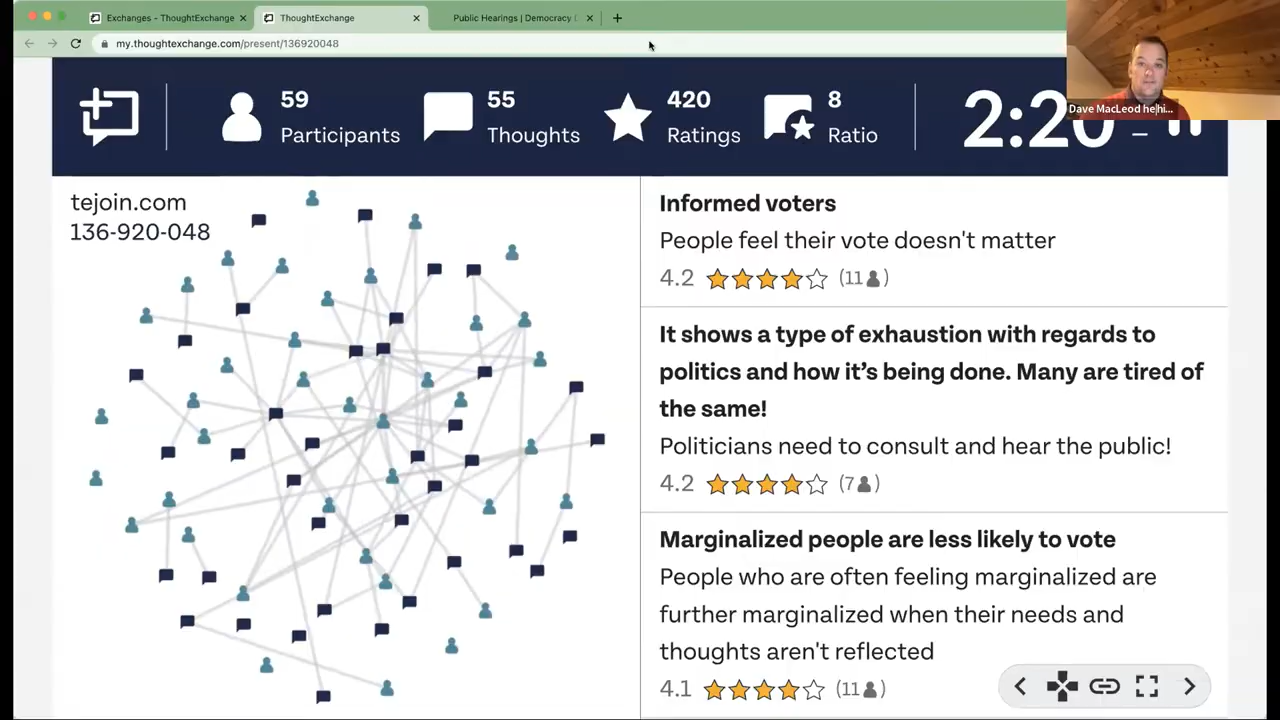 Exchanges - ThoughtExchange
ThoughtExchange
Public Hearings | Democracy
my.thoughtexchange.com/present/136920048
Dave MacLeod he|hi...
59
Participants
55
Thoughts
420
Ratings
8
Ratio
2:20
tejoin.com
136-920-048
Informed voters
People feel their vote doesn't matter
4.2
(11)
It shows a type of exhaustion with regards to
politics and how it’s being done. Many are tired of
the same!
Politicians need to consult and hear the public!
4.2
(7)
Marginalized people are less likely to vote
People who are often feeling marginalized are
further marginalized when their needs and
thoughts aren't reflected
4.1
(11)